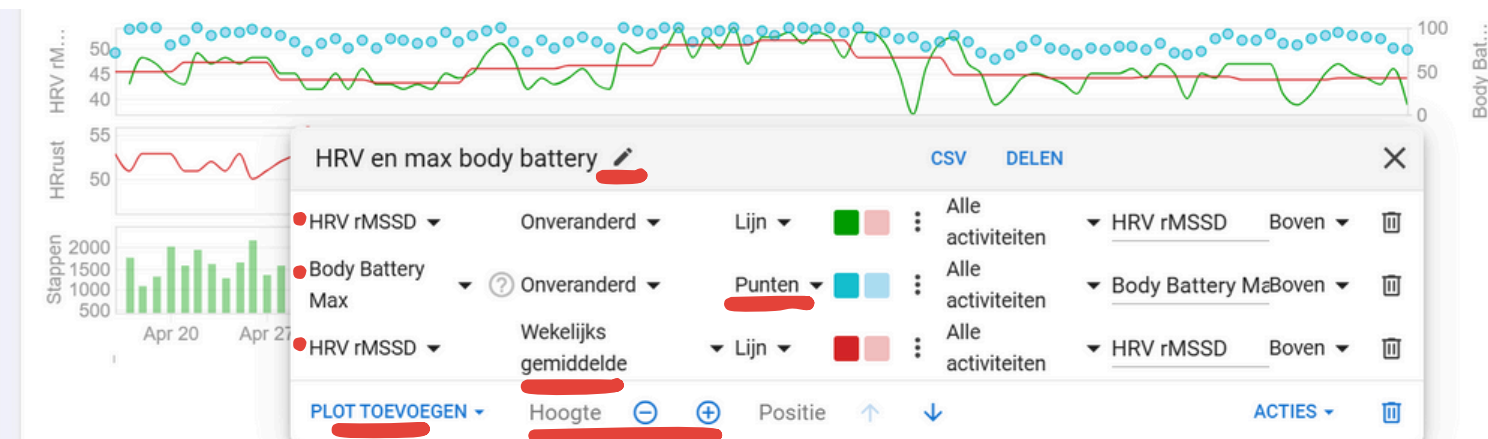 HRV rM...
50
45
40
100
50
0
Body Bat...
HRrust
55
50
Stappen
2000
1500
1000
500
Apr 20
Apr 27
HRV en max body battery
CSV
DELEN
HRV rMSSD
Onveranderd
Lijn
Alle
activiteiten
HRV rMSSD
Boven
Body Battery
Max
Onveranderd
Punten
Alle
activiteiten
Body Battery Ma
Boven
HRV rMSSD
Wekelijks
gemiddelde
Lijn
Alle
activiteiten
HRV rMSSD
Boven
PLOT TOEVOEGEN
Hoogte
Positie
ACTIES